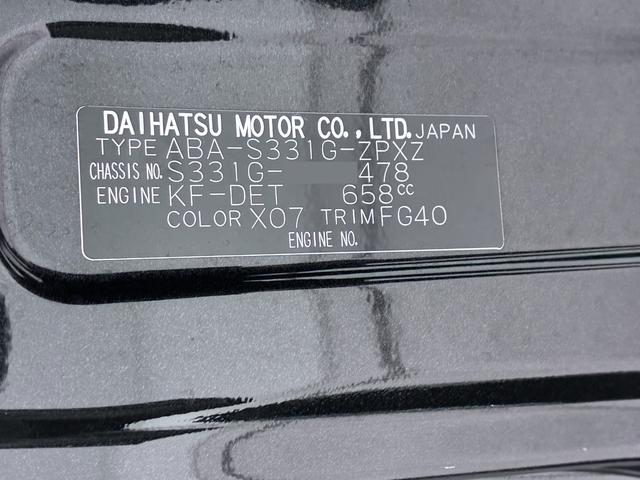 DAIHATSU MOTOR CO., LTD. JAPAN
TYPE ABA-S331G-ZPXZ
CHASSIS NO. S331G- 478
ENGINE KF-DET 658cc
COLOR X07 TRIM FG40
ENGINE NO.